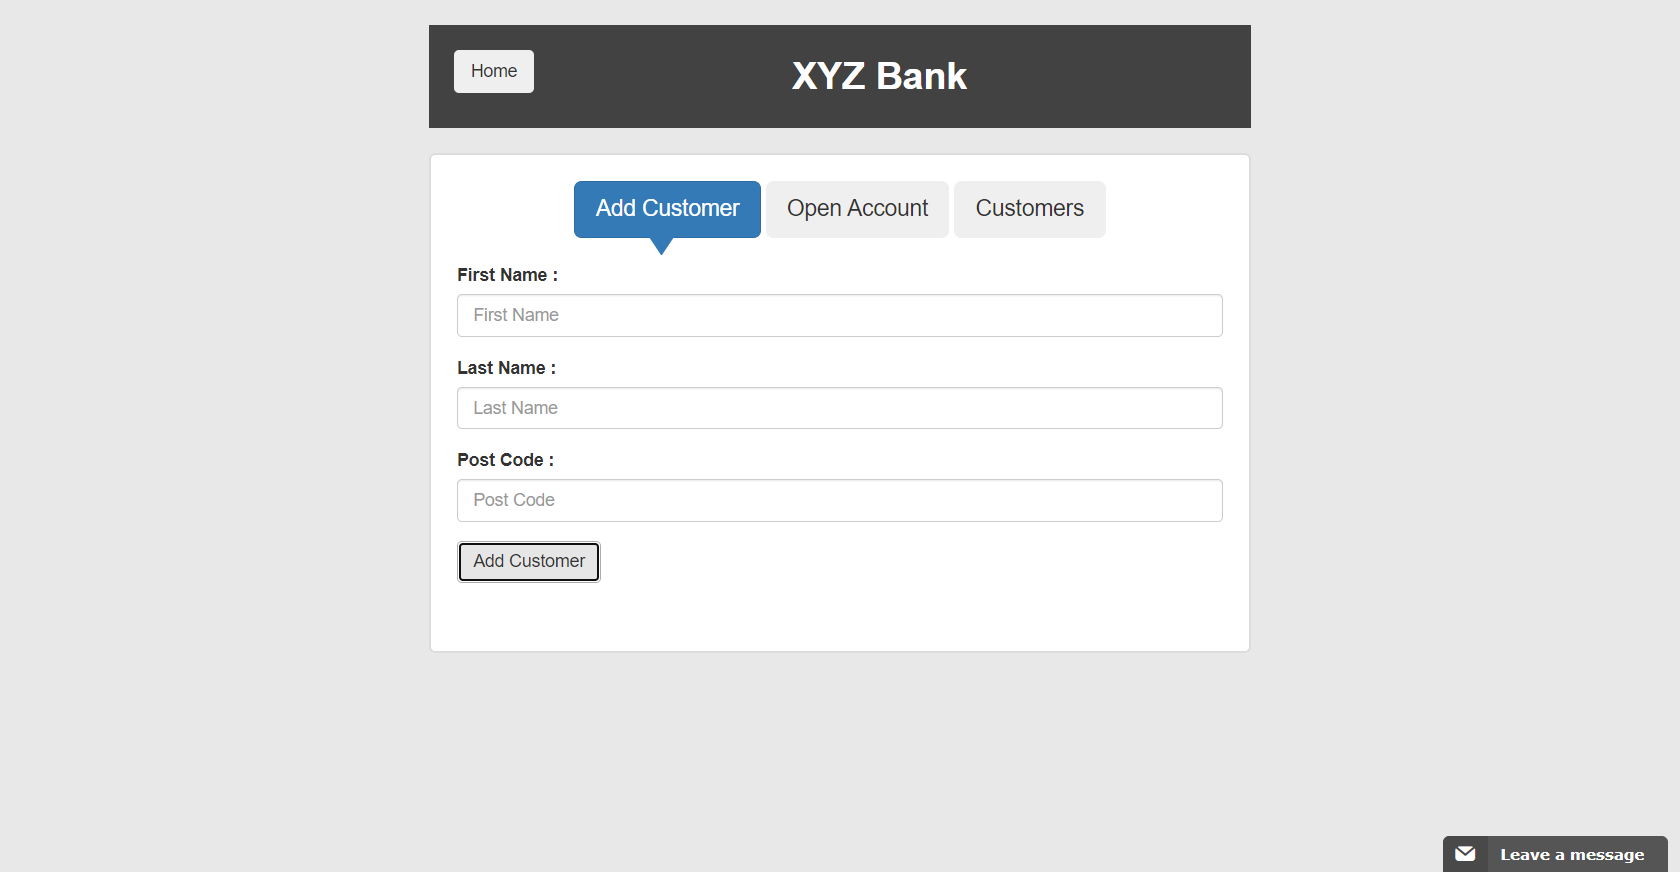 Home
XYZ Bank
Add Customer Open Account Customers
First Name :
First Name
Last Name :
Last Name
Post Code :
Post Code
Add Customer
Leave a message